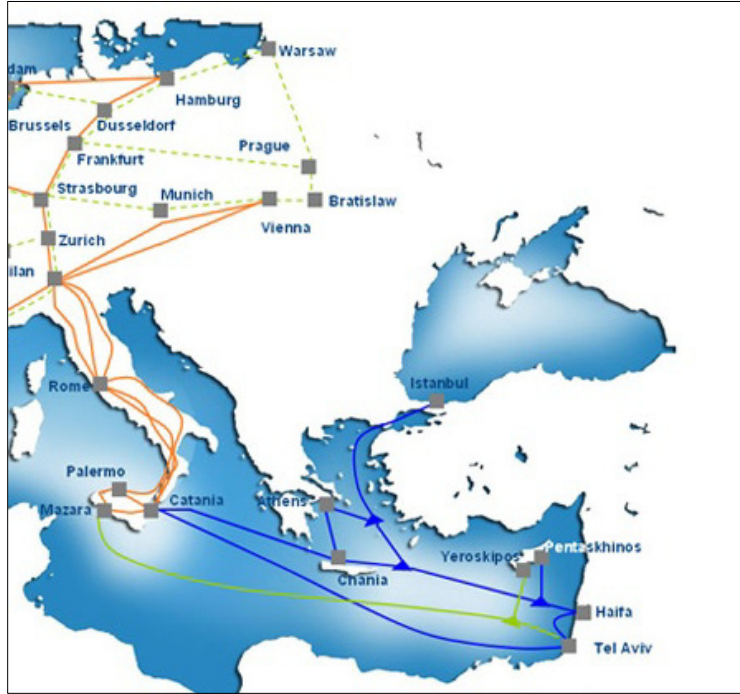 Warsaw
dam
Hamburg
Brussels
Dusseldorf
Prague
Frankfurt
Strasbourg
Munich
Bratislaw
Vienna
Zurich
ilan
Rome
Istanbul
Palermo
Mazara
Catania
Athens
Yeroskipos
Pentaskhinos
Chania
Haifa
Tel Aviv